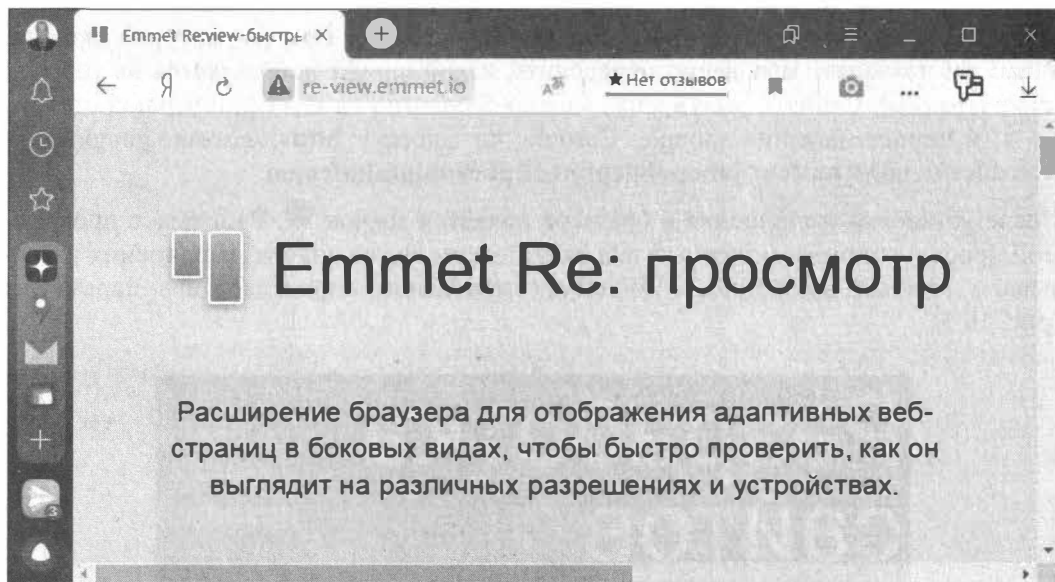 Emmet Re:view-быстры
Я
re-view.emmet.io
Нет отзывов
Emmet Re: просмотр
Расширение браузера для отображения адаптивных веб-
страниц в боковых видах, чтобы быстро проверить, как он
выглядит на различных разрешениях и устройствах.
3